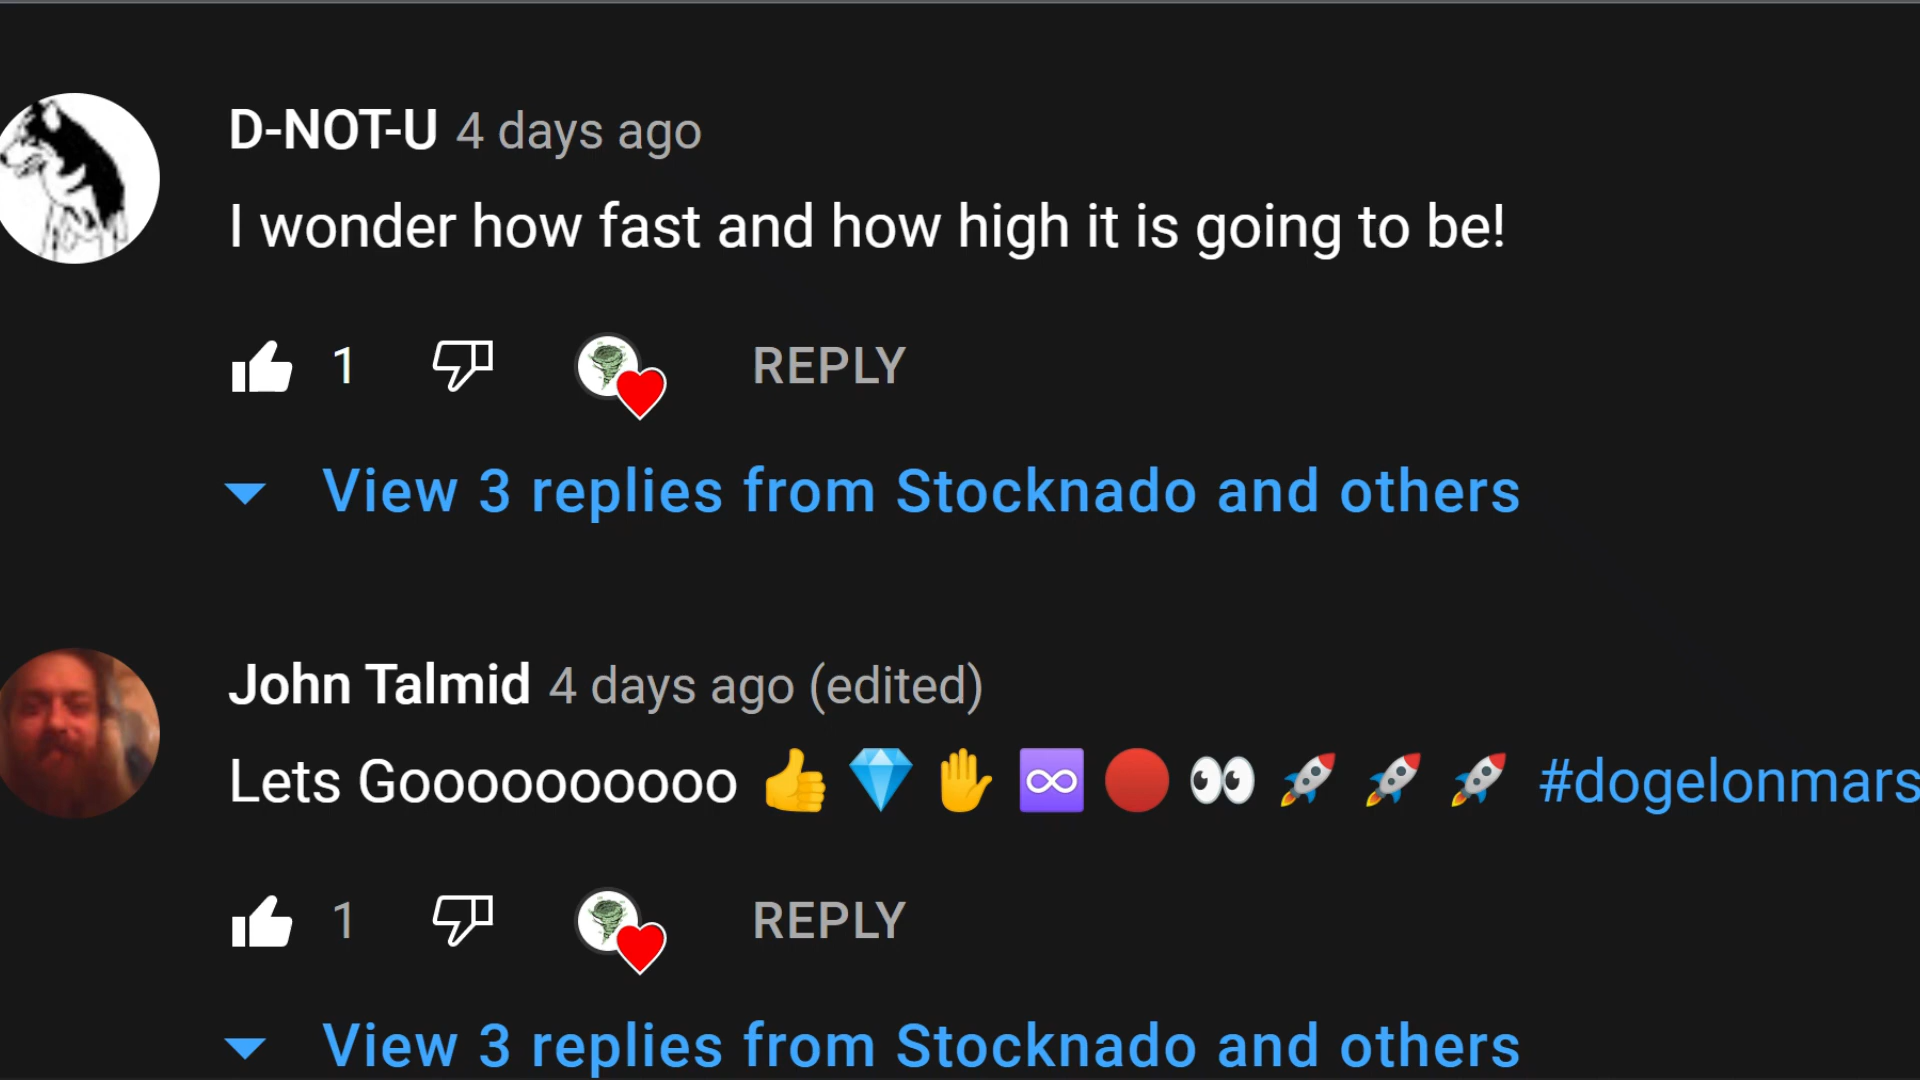 D-NOT-U 4 days ago
I wonder how fast and how high it is going to be!
1 REPLY
View 3 replies from Stocknado and others
John Talmid 4 days ago (edited)
Lets Goooooooooo 👍 💎 ✋ ♾️ 🔴 👀 🚀 🚀 🚀 #dogelonmars
1 REPLY
View 3 replies from Stocknado and others